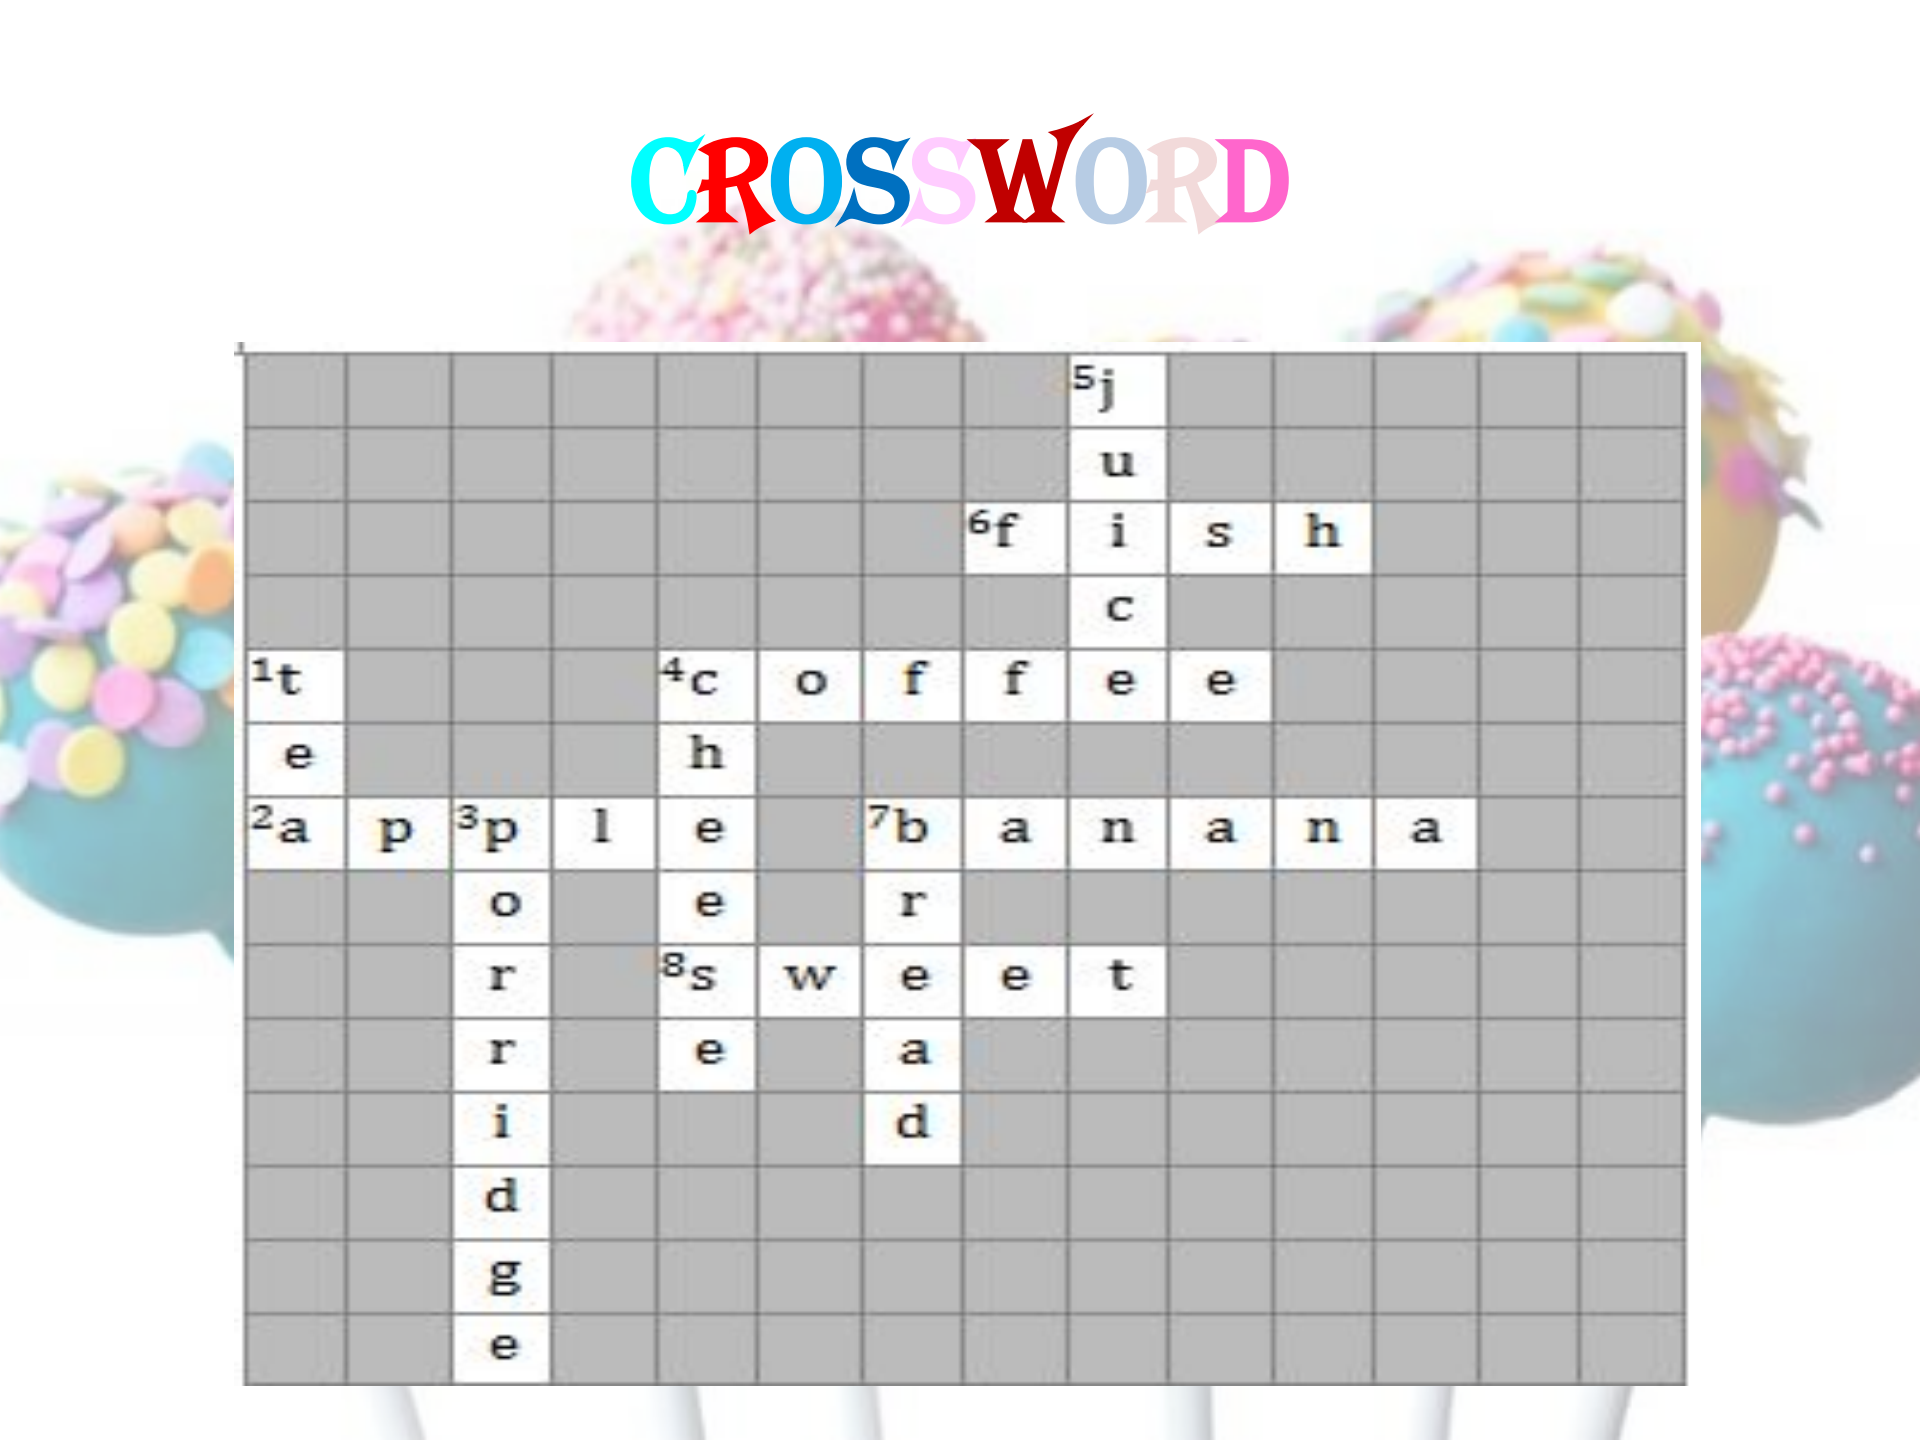 CROSSWORD
5j
u
6f i s h
c
1t 4c o f f e e
e h
2a p 3p l e 7b a n a n a
o e r
r 8s w e e t
r e a
i d
d
g
e